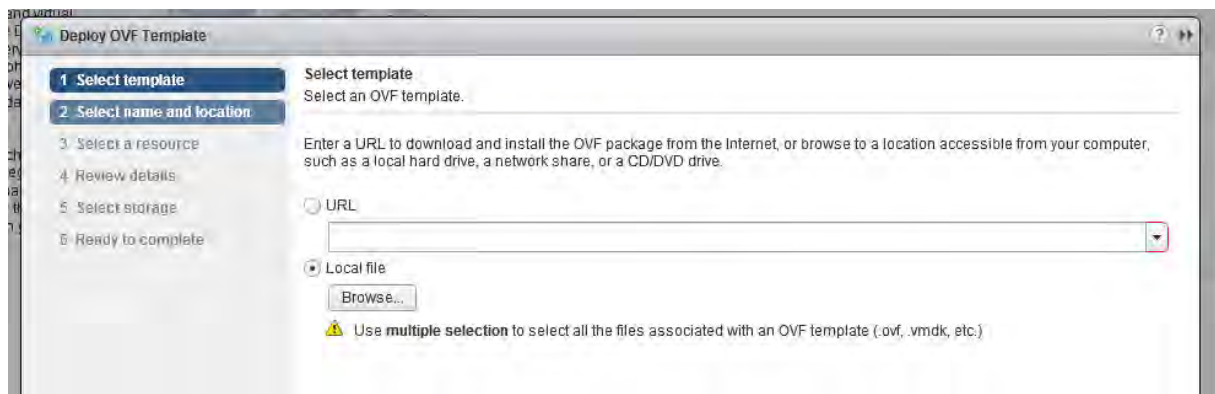 and virtual
Deploy OVF Template
?
1 Select template
2 Select name and location
3 Select a resource
4 Review details
5 Select storage
6 Ready to complete
Select template
Select an OVF template.
Enter a URL to download and install the OVF package from the Internet, or browse to a location accessible from your computer,
such as a local hard drive, a network share, or a CD/DVD drive.
URL
Local file
Browse...
Use multiple selection to select all the files associated with an OVF template (.ovf, .vmdk, etc.)